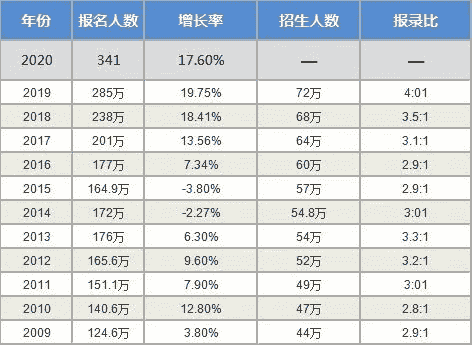 年份 报名人数 增长率 招生人数 报录比
2020 341 17.60% — —
2019 285万 19.75% 72万 4:01
2018 238万 18.41% 68万 3.5:1
2017 201万 13.56% 64万 3.1:1
2016 177万 7.34% 60万 2.9:1
2015 164.9万 -3.80% 57万 2.9:1
2014 172万 -2.27% 54.8万 3:01
2013 176万 6.30% 54万 3.3:1
2012 165.6万 9.60% 52万 3.2:1
2011 151.1万 7.90% 49万 3:01
2010 140.6万 12.80% 47万 2.8:1
2009 124.6万 3.80% 44万 2.9:1